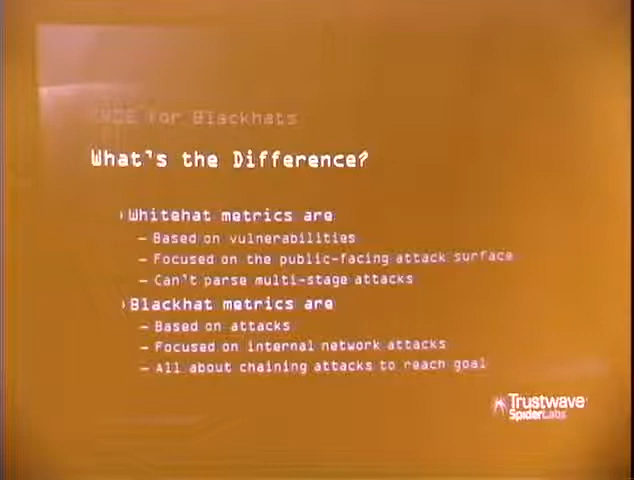 for Blackhats
What's the Difference?
Whitehat metrics are
– Based on vulnerabilities
– Focused on the public-facing attack surface
– Can't parse multi-stage attacks
Blackhat metrics are
– Based on attacks
– Focused on internal network attacks
– All about chaining attacks to reach goal
Trustwave
SpiderLabs